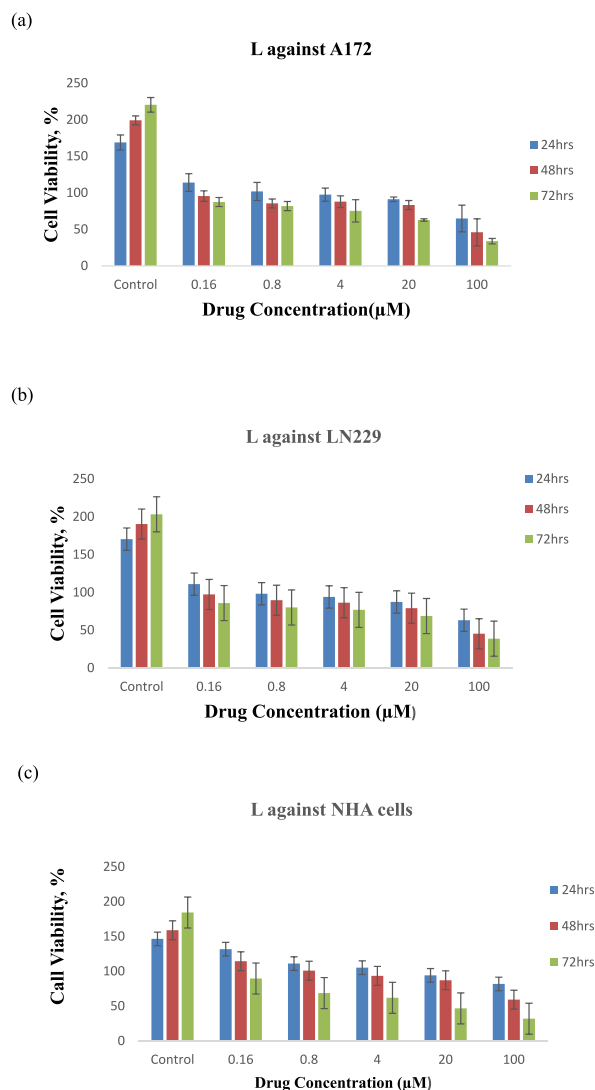 (a)
L against A172
250
200
150
100
50
0
Cell Viability, %
Control 0.16 0.8 4 20 100
Drug Concentration(µM)
24hrs
48hrs
72hrs
(b)
L against LN229
250
200
150
100
50
0
Cell Viability, %
Control 0.16 0.8 4 20 100
Drug Concentration (µM)
24hrs
48hrs
72hrs
(c)
L against NHA cells
250
200
150
100
50
0
Call Viability, %
Control 0.16 0.8 4 20 100
Drug Concentration (µM)
24hrs
48hrs
72hrs